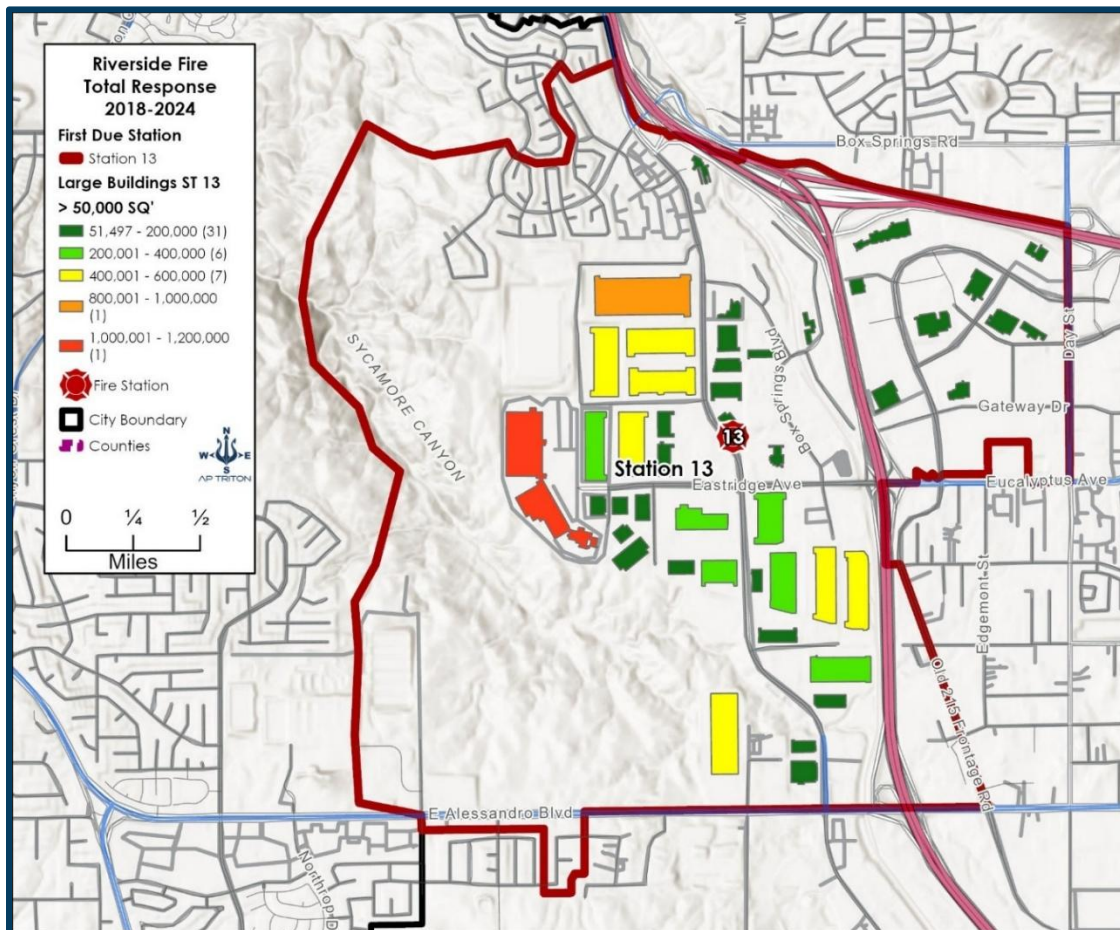 Riverside Fire
Total Response
2018-2024
First Due Station
Station 13
Large Buildings ST 13
> 50,000 SQ'
51,497 - 200,000 (31)
200,001 - 400,000 (6)
400,001 - 600,000 (7)
800,001 - 1,000,000
(1)
1,000,001 - 1,200,000
(1)
Fire Station
City Boundary
Counties
N
W E
S
AP TRITON
0 ¼ ½
Miles
Box Springs Rd
SYCAMORE CANYON
Box Springs Blvd
Day St
Gateway Dr
13
Station 13
Eastridge Ave
Eucalyptus Ave
Edgemont St
Old 215 Frontage Rd
E Alessandro Blvd
Northrop D